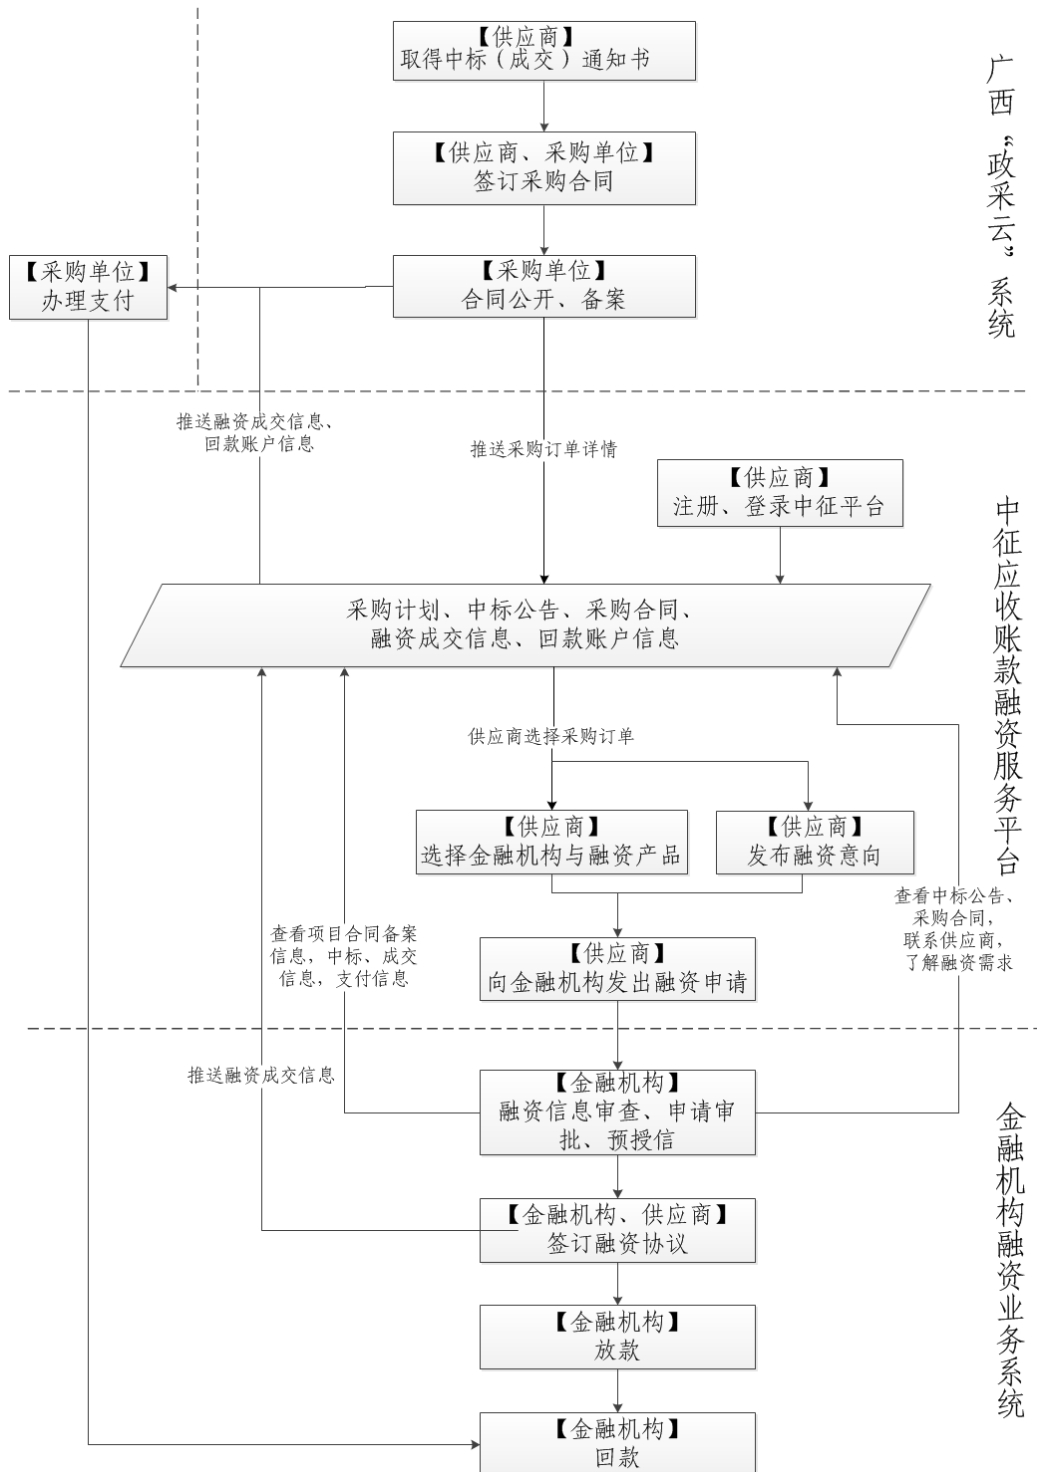 【供应商】
取得中标（成交）通知书
【供应商、采购单位】
签订采购合同
【采购单位】
合同公开、备案
【采购单位】
办理支付
广西“政采云”系统
推送融资成交信息、
回款账户信息
推送采购订单详情
【供应商】
注册、登录中征平台
采购计划、中标公告、采购合同、
融资成交信息、回款账户信息
供应商选择采购订单
【供应商】
选择金融机构与融资产品
【供应商】
发布融资意向
中征应收账款融资服务平台
查看中标公告、
采购合同，
联系供应商，
了解融资需求
查看项目合同备案
信息，中标、成交
信息，支付信息
【供应商】
向金融机构发出融资申请
推送融资成交信息
【金融机构】
融资信息审查、申请审
批、预授信
【金融机构、供应商】
签订融资协议
【金融机构】
放款
【金融机构】
回款
金融机构融资业务系统